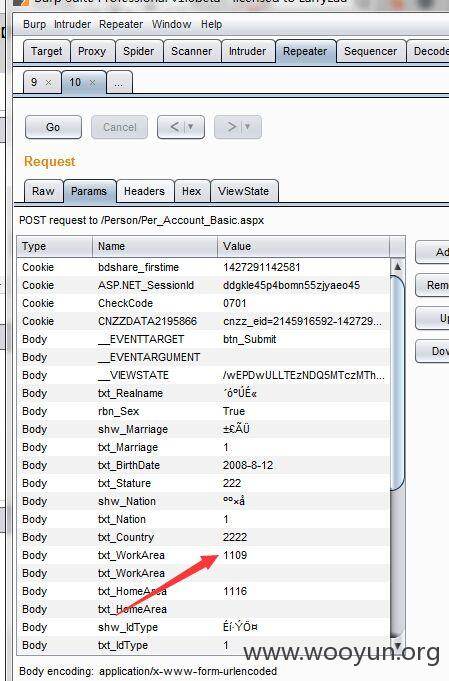 Burp Suite Professional v1.6beta - licensed to LarryLau
Burp Intruder Repeater Window Help
Target Proxy Spider Scanner Intruder Repeater Sequencer Decode
9 × 10 × ...
Go Cancel < ▼ > ▼
Request
Raw Params Headers Hex ViewState
POST request to /Person/Per_Account_Basic.aspx
Type Name Value
Cookie bdshare_firstime 1427291142581
Cookie ASP.NET_SessionId ddgkle45p4bomn55zjyaeo45
Cookie CheckCode 0701
Cookie CNZZDATA2195866 cnzz_eid=2145916592-142729...
Body __EVENTTARGET btn_Submit
Body __EVENTARGUMENT
Body __VIEWSTATE /wEPDwULLTEzNDQ5MTczMTh...
Body txt_Realname ´óºÚÉ«
Body rbn_Sex True
Body shw_Marriage ±£ÃÜ
Body txt_Marriage 1
Body txt_BirthDate 2008-8-12
Body txt_Stature 222
Body shw_Nation ºº×å
Body txt_Nation 1
Body txt_Country 2222
Body txt_WorkArea 1109
Body txt_WorkArea
Body txt_HomeArea 1116
Body txt_HomeArea
Body shw_IdType Éí·ÝÖ¤
Body txt_IdType 1
Body encoding: application/x-www-form-urlencoded
Ad
Rem
Up
Dov
www.wooyun.org